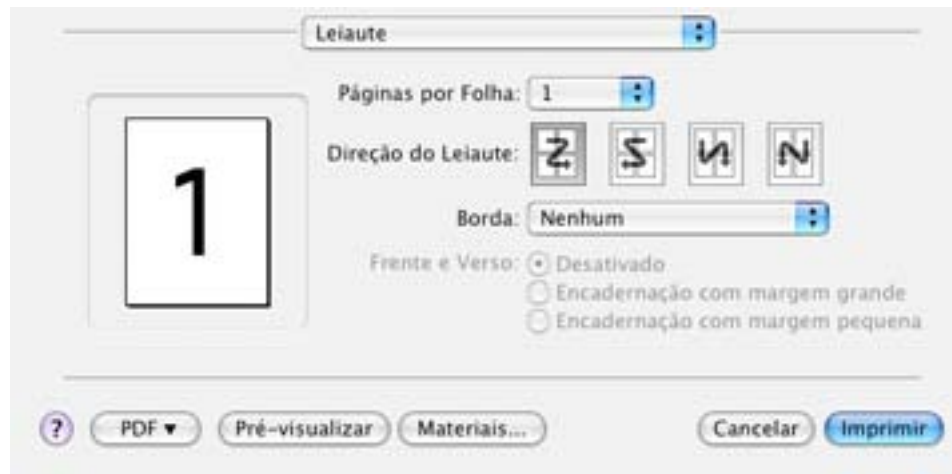 Leiaute
Páginas por Folha: 1
1
Direção do Leiaute:
Borda: Nenhum
Frente e Verso: Desativado
Encadernação com margem grande
Encadernação com margem pequena
? PDF Pré-visualizar Materiais... Cancelar Imprimir